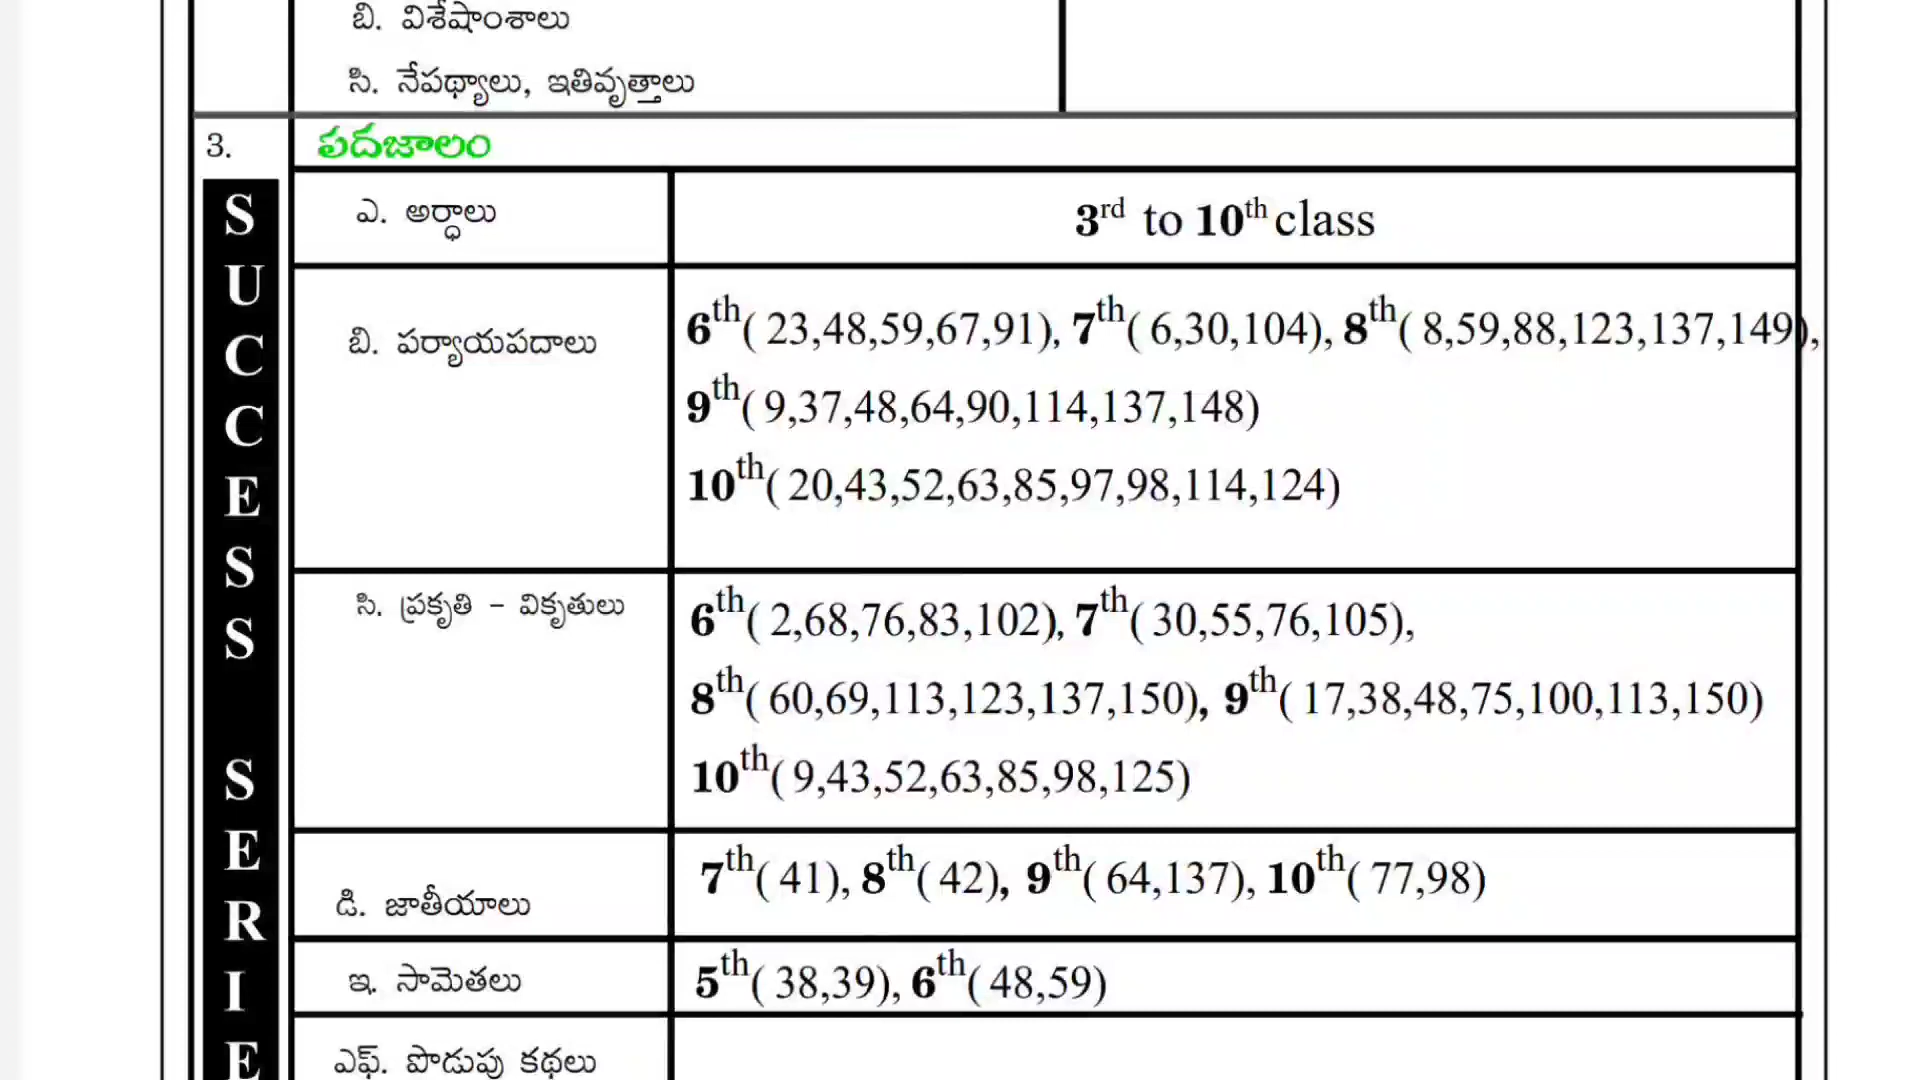 బి. విశేషాంశాలు
సి. నేపథ్యాలు, ఇతివృత్తాలు
3. పదజాలం
ఎ. అర్ధాలు 3rd to 10th class
బి. పర్యాయపదాలు 6th( 23,48,59,67,91), 7th( 6,30,104), 8th( 8,59,88,123,137,149),
9th( 9,37,48,64,90,114,137,148)
10th( 20,43,52,63,85,97,98,114,124)
సి. ప్రకృతి - వికృతులు 6th( 2,68,76,83,102), 7th( 30,55,76,105),
8th( 60,69,113,123,137,150), 9th( 17,38,48,75,100,113,150)
10th( 9,43,52,63,85,98,125)
డి. జాతీయాలు 7th( 41), 8th( 42), 9th( 64,137), 10th( 77,98)
ఇ. సామెతలు 5th( 38,39), 6th( 48,59)
ఎఫ్. పొడుపు కథలు
SUCCESS SERIE